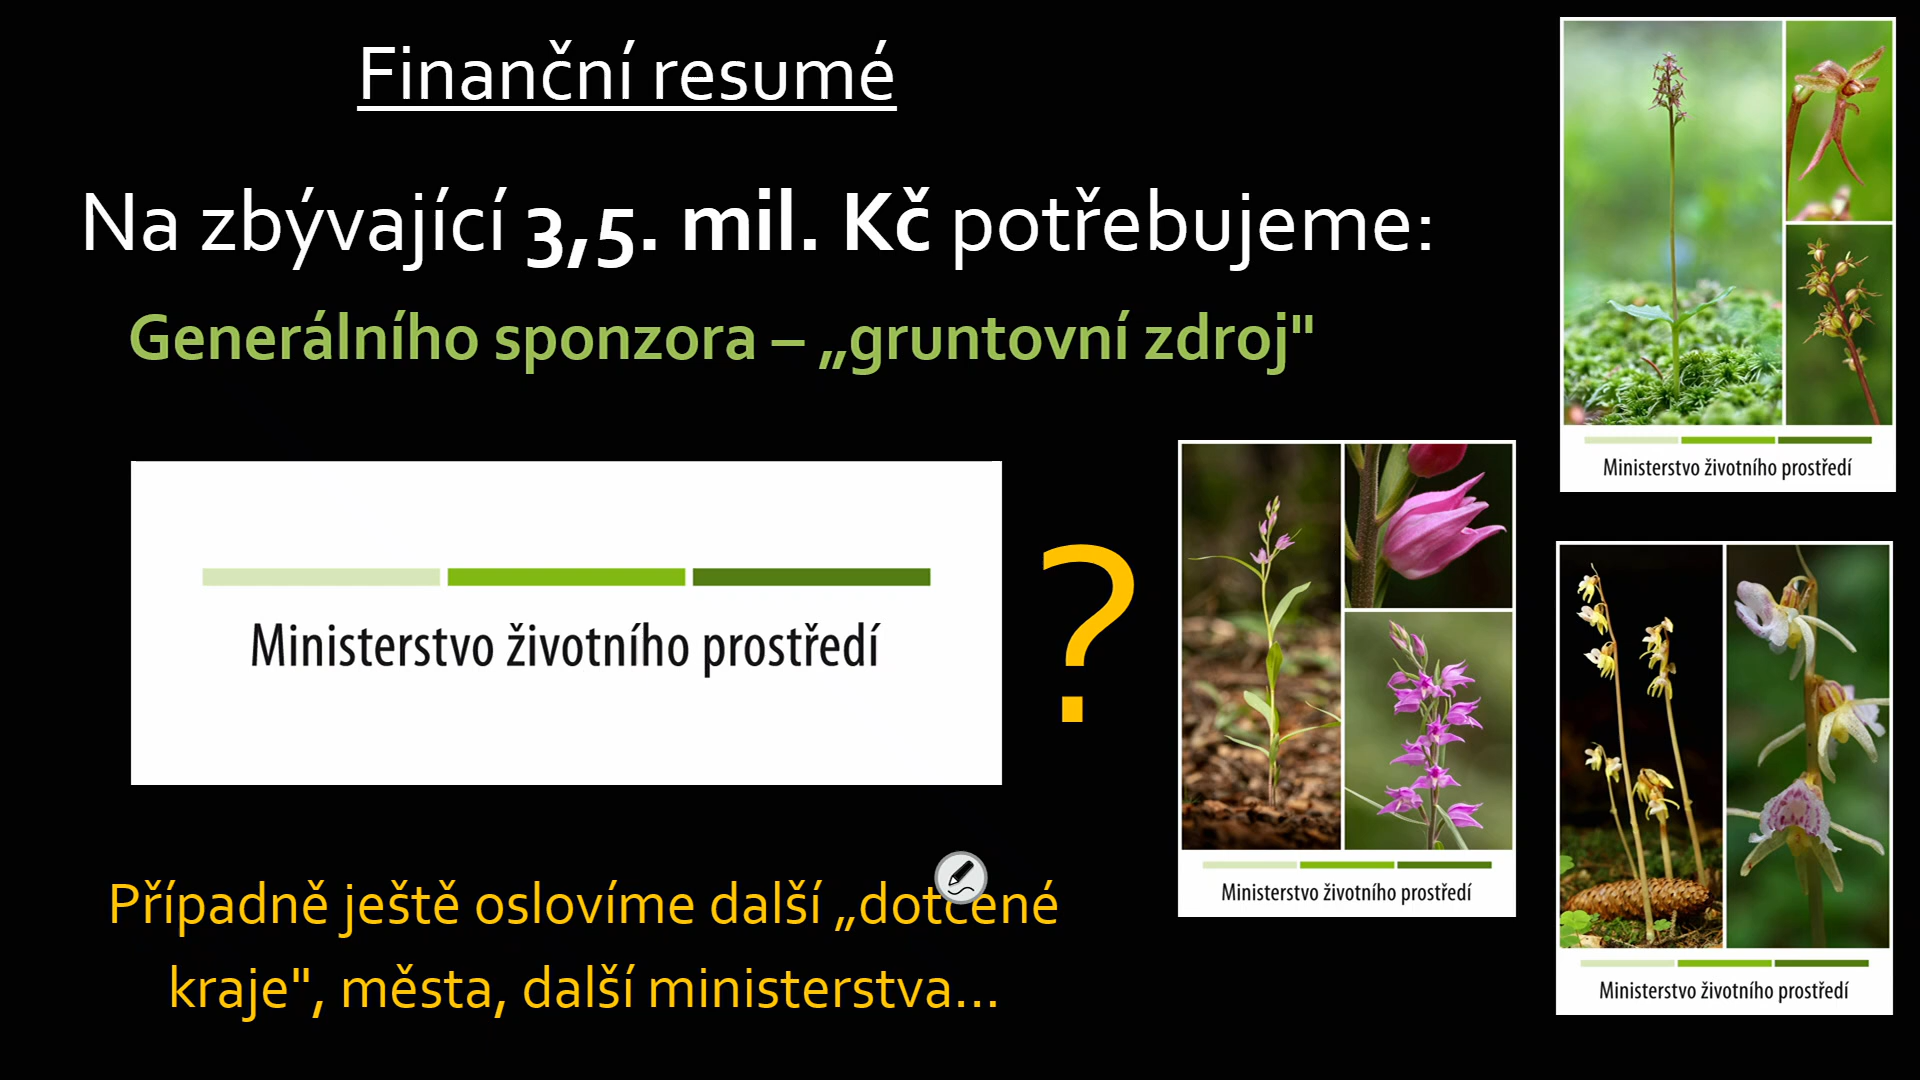 Finanční resumé
Na zbývající 3,5. mil. Kč potřebujeme:
Generálního sponzora – „gruntovní zdroj"
Ministerstvo životního prostředí
?
Případně ještě oslovíme další „dotčené
kraje", města, další ministerstva...
Ministerstvo životního prostředí
Ministerstvo životního prostředí
Ministerstvo životního prostředí